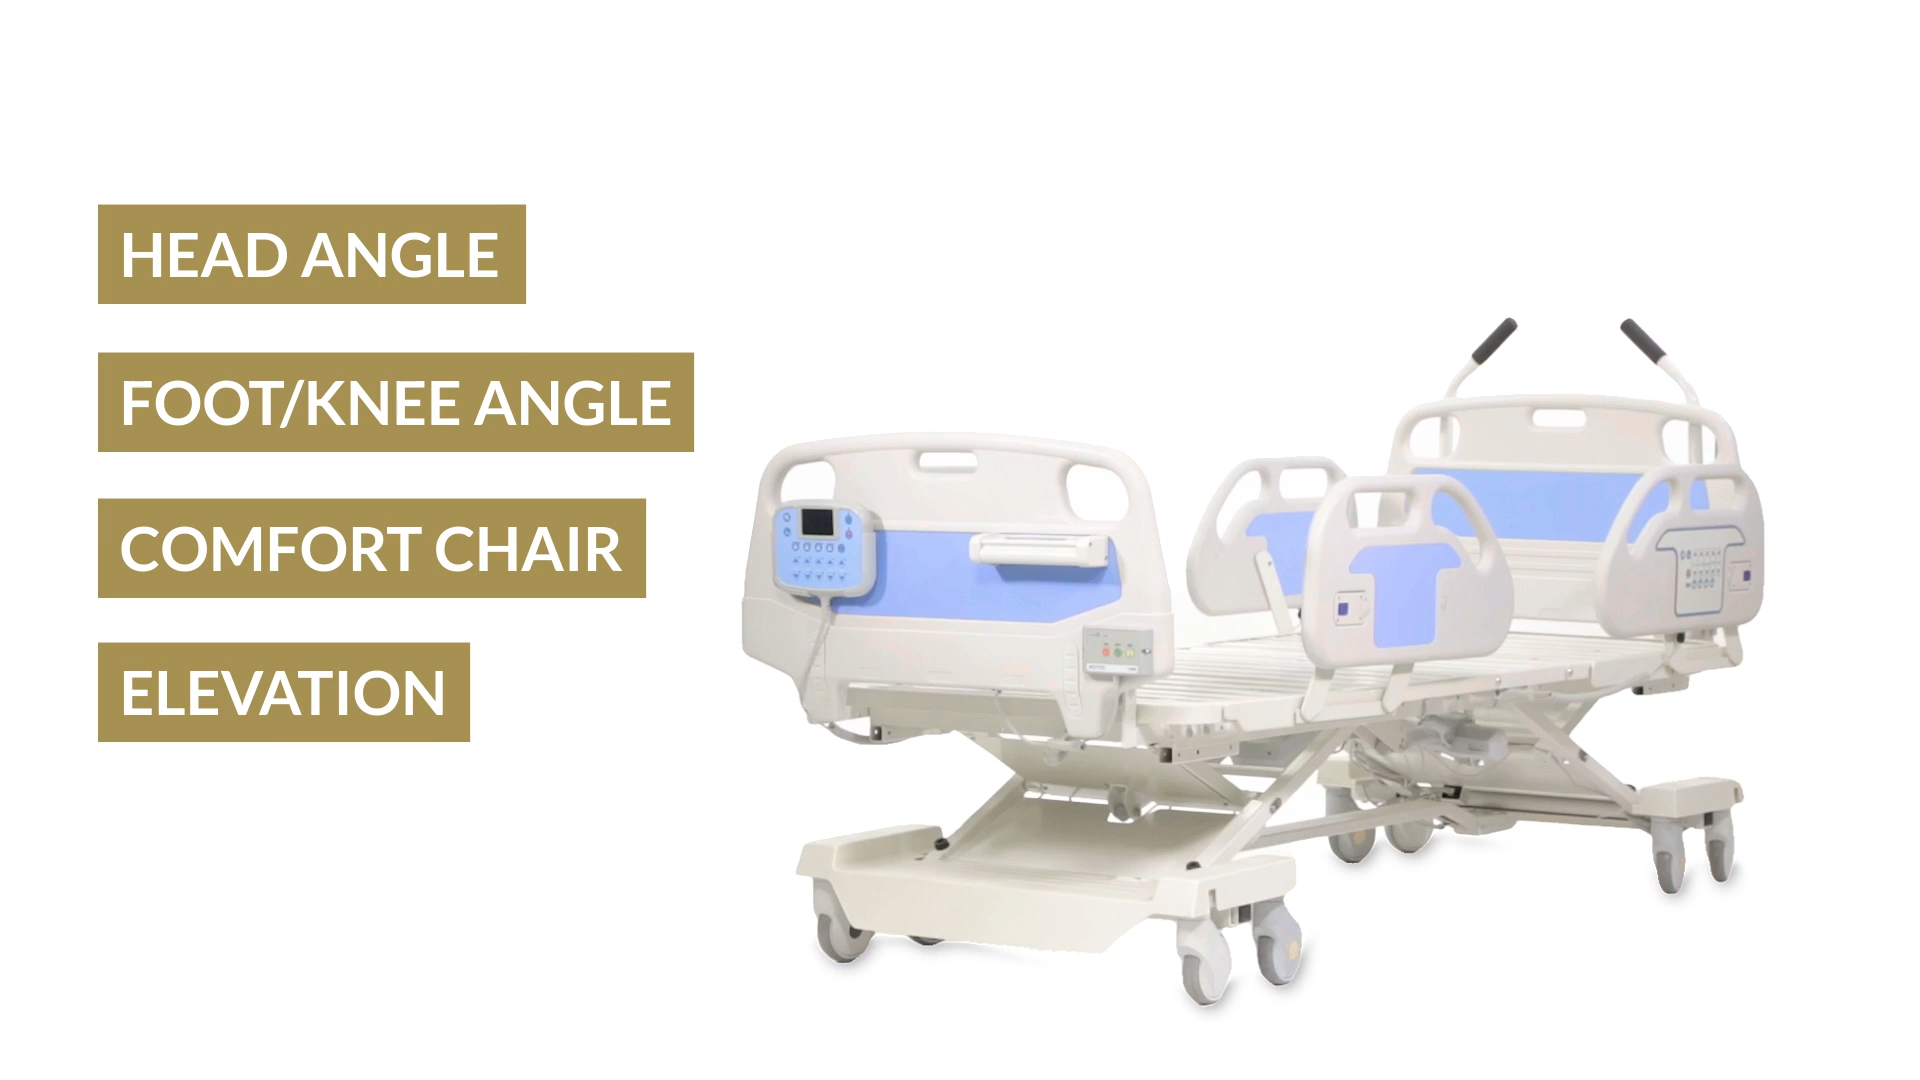 HEAD ANGLE
FOOT/KNEE ANGLE
COMFORT CHAIR
ELEVATION